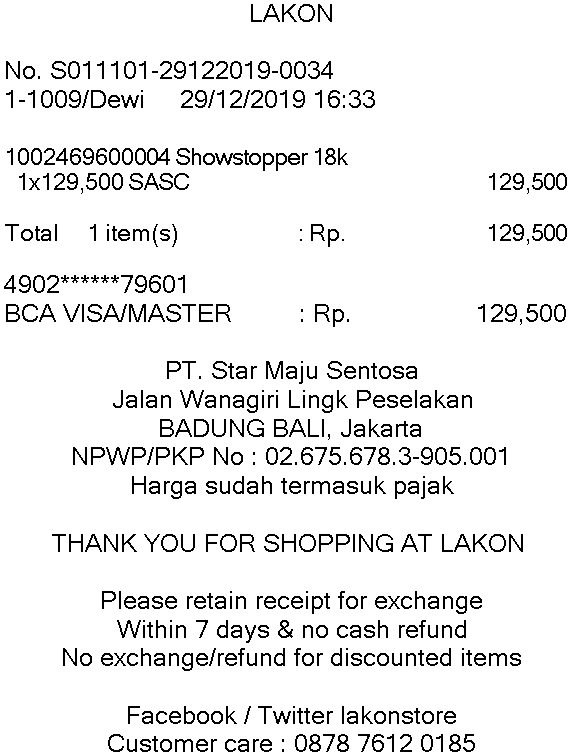 LAKON
No. S011101-29122019-0034
1-1009/Dewi 29/12/2019 16:33
1002469600004 Showstopper 18k
1x129,500 SASC 129,500
Total 1 item(s) : Rp. 129,500
4902******79601
BCA VISA/MASTER : Rp. 129,500
PT. Star Maju Sentosa
Jalan Wanagiri Lingk Peselakan
BADUNG BALI, Jakarta
NPWP/PKP No : 02.675.678.3-905.001
Harga sudah termasuk pajak
THANK YOU FOR SHOPPING AT LAKON
Please retain receipt for exchange
Within 7 days & no cash refund
No exchange/refund for discounted items
Facebook / Twitter lakonstore
Customer care : 0878 7612 0185